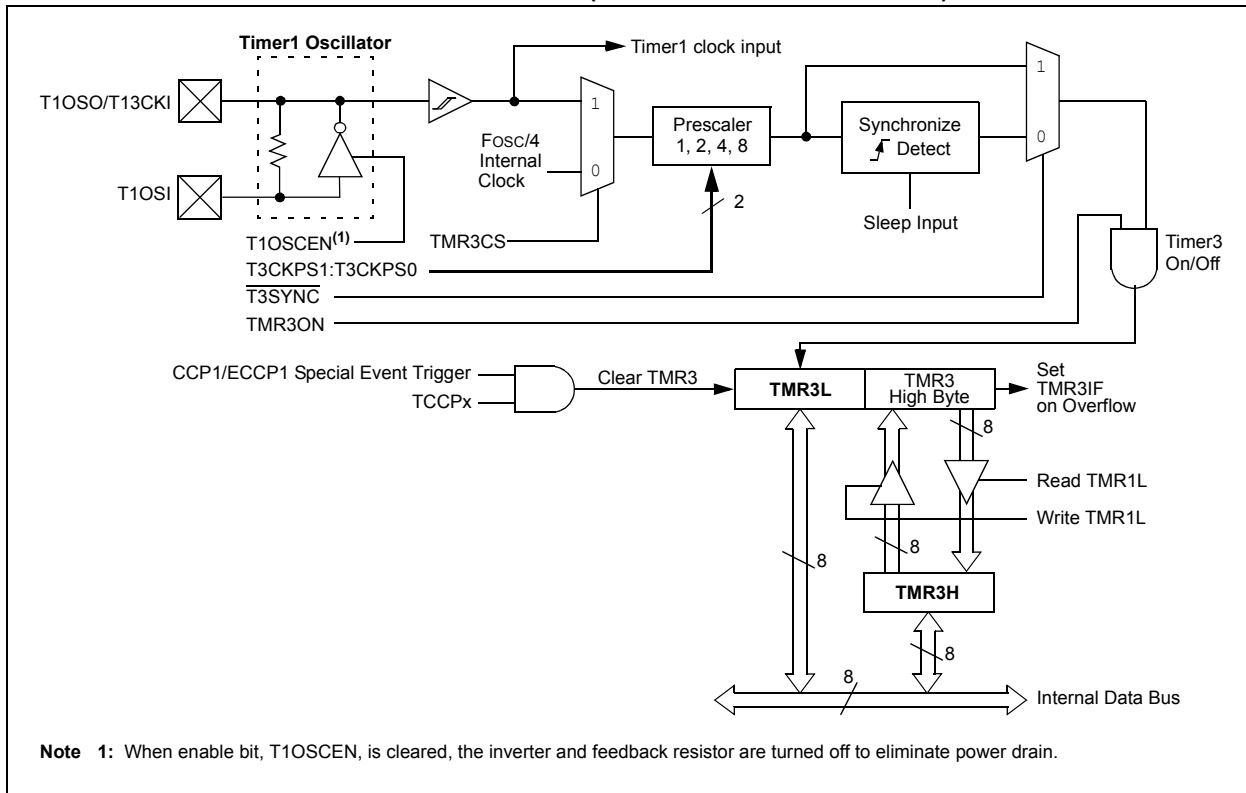 Timer1 Oscillator
Timer1 clock input
T1OSO/T13CKI
1
1
FOSC/4
Internal
Clock
0
Prescaler
1, 2, 4, 8
Synchronize
Detect
0
T1OSI
2
Sleep Input
T1OSCEN(1)
TMR3CS
Timer3
On/Off
T3CKPS1:T3CKPS0
T3SYNC
TMR3ON
CCP1/ECCP1 Special Event Trigger
TCCPx
Clear TMR3
TMR3L
TMR3
High Byte
Set
TMR3IF
on Overflow
8
Read TMR1L
Write TMR1L
8
8
TMR3H
8
8
Internal Data Bus
Note 1: When enable bit, T1OSCEN, is cleared, the inverter and feedback resistor are turned off to eliminate power drain.